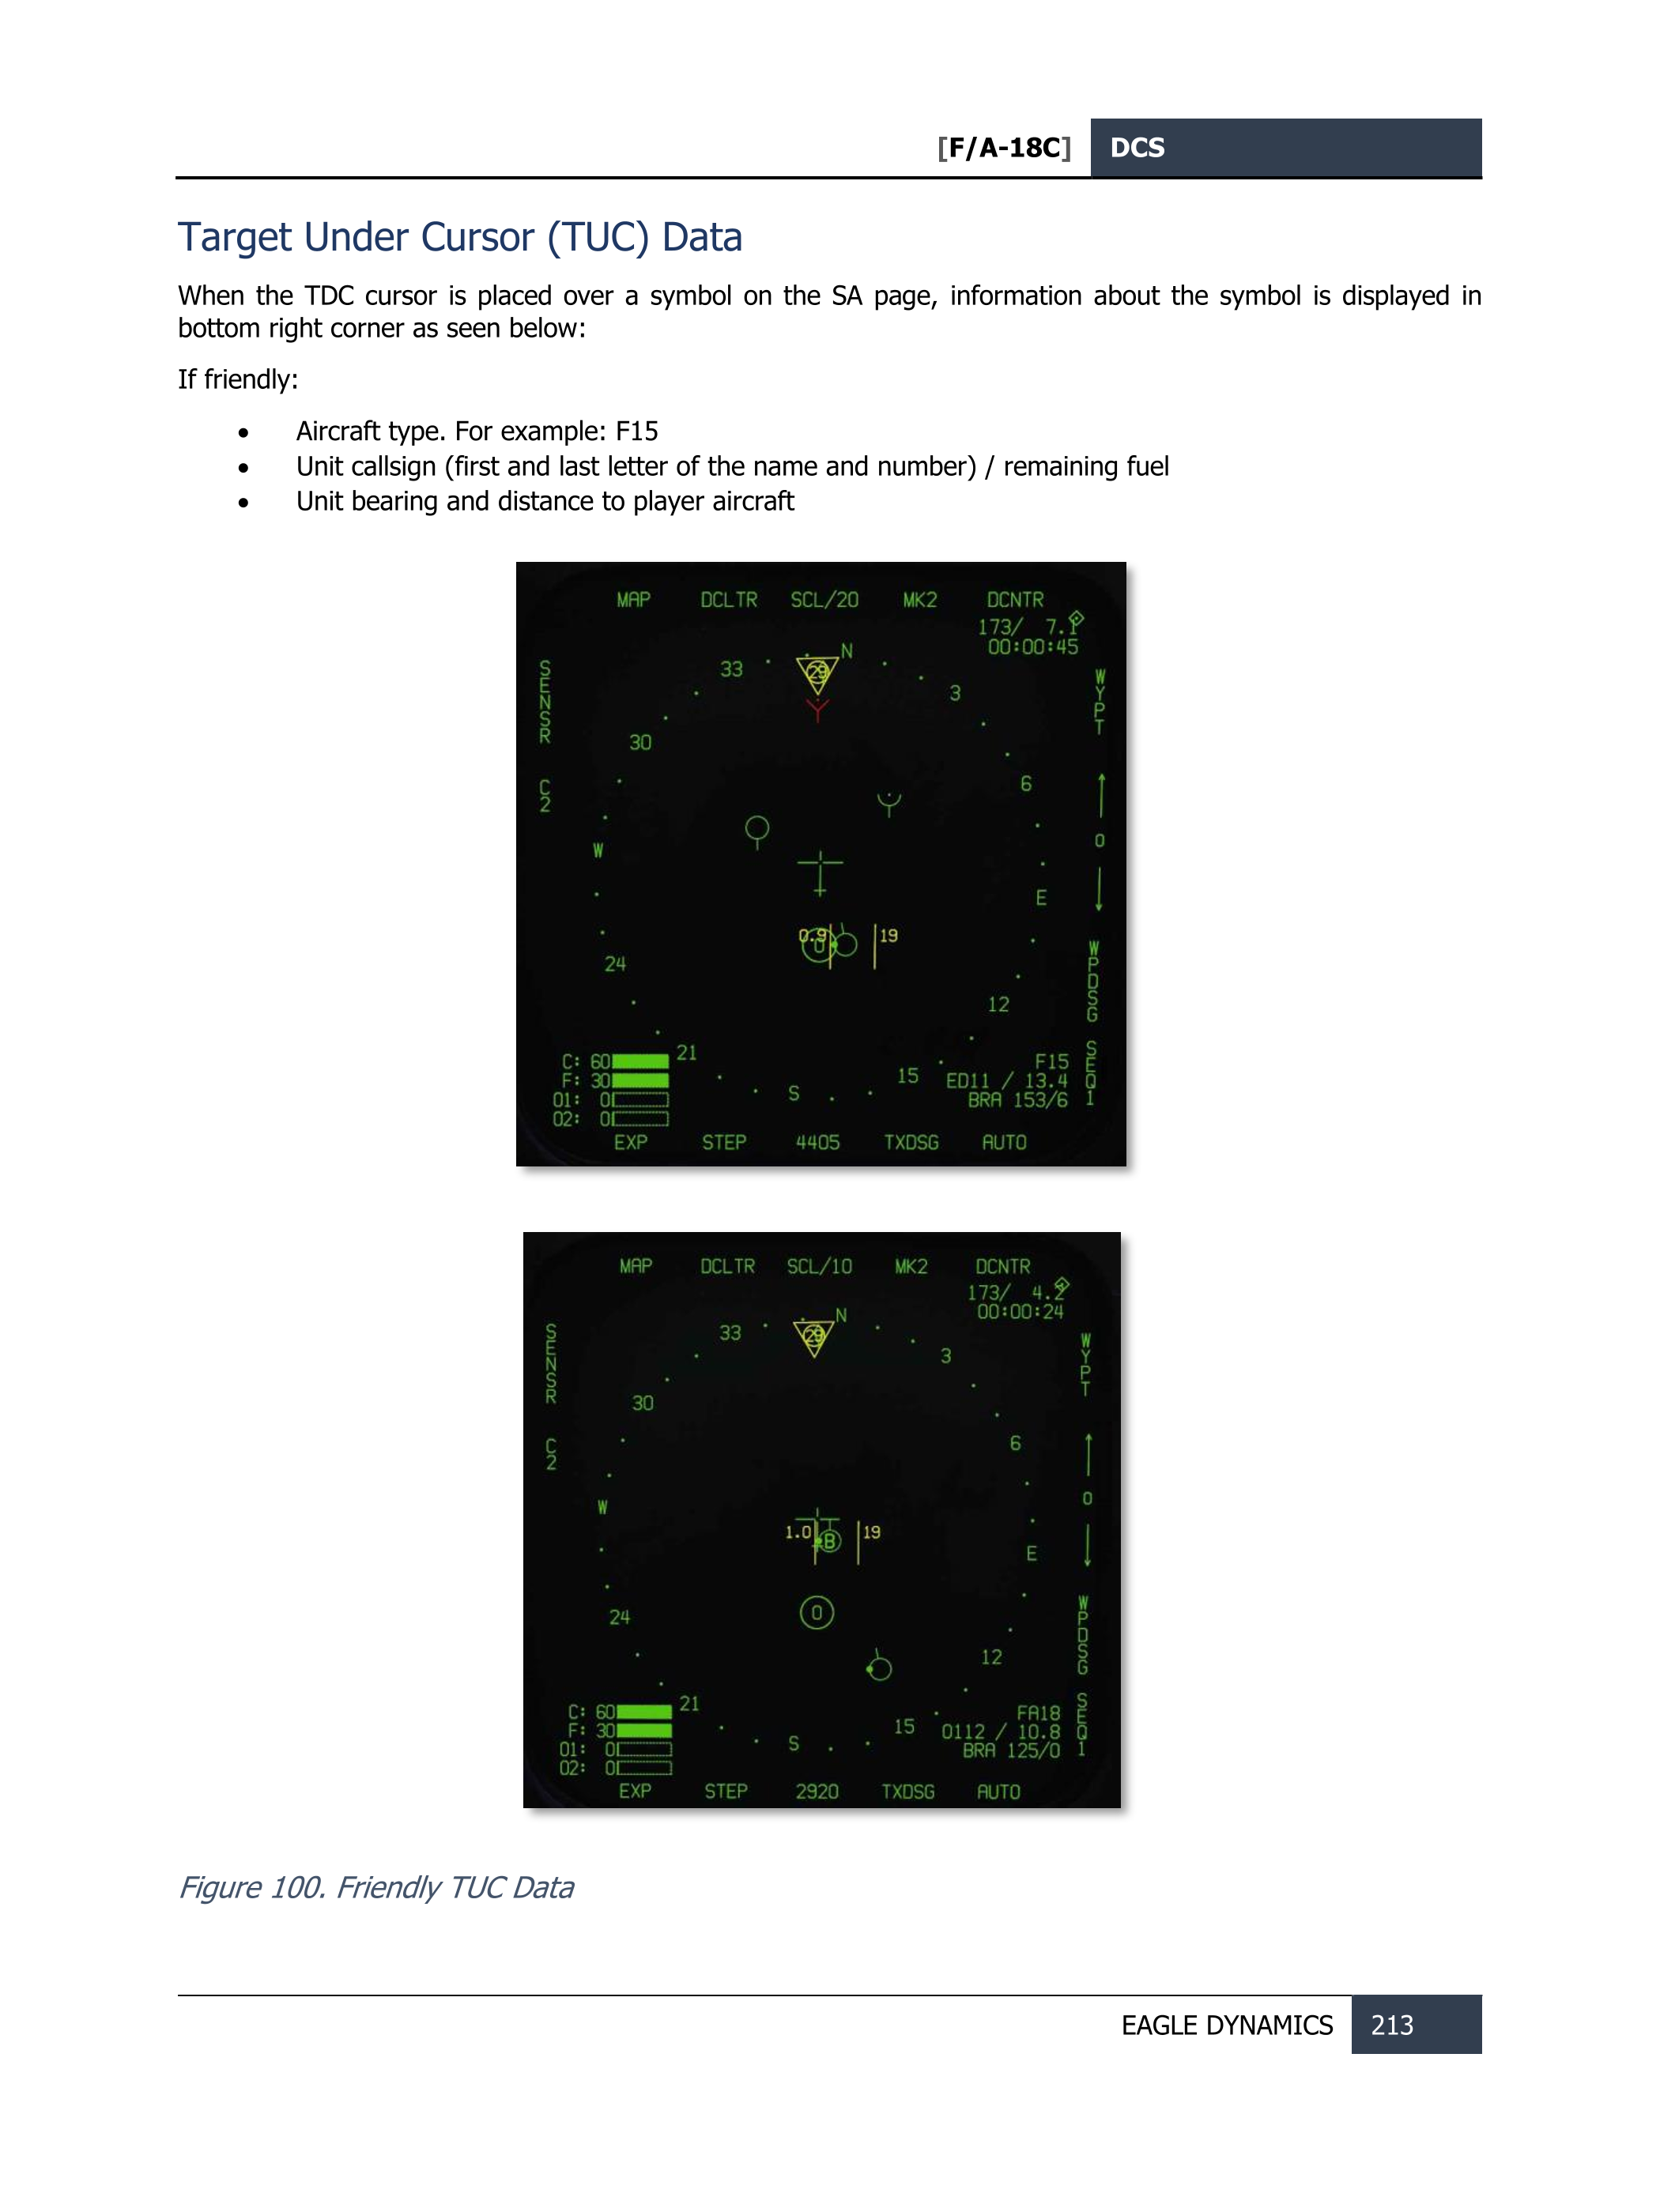 [F/A-18C] DCS
Target Under Cursor (TUC) Data
When the TDC cursor is placed over a symbol on the SA page, information about the symbol is displayed in
bottom right corner as seen below:
If friendly:
• Aircraft type. For example: F15
• Unit callsign (first and last letter of the name and number) / remaining fuel
• Unit bearing and distance to player aircraft
MAP DCLTR SCL/20 MK2 DCNTR
173/ 7.1
00:00:45
N
33
29
3
SENSR
WYPT
30
6
C2
0
W
E
0.9
0
19
24
WPDSG
12
21
15
S
C: 60
F: 30
O1: 0
O2: 0
F15
ED11 / 13.4
BRA 153/6
SEQ1
EXP STEP 4405 TXDSG AUTO
MAP DCLTR SCL/10 MK2 DCNTR
173/ 4.2
00:00:24
N
33
29
3
SENSR
WYPT
30
6
C2
0
W
E
1.0
B
19
0
24
WPDSG
12
21
15
S
C: 60
F: 30
O1: 0
O2: 0
FA18
O112 / 10.8
BRA 125/0
SEQ1
EXP STEP 2920 TXDSG AUTO
Figure 100. Friendly TUC Data
EAGLE DYNAMICS 213